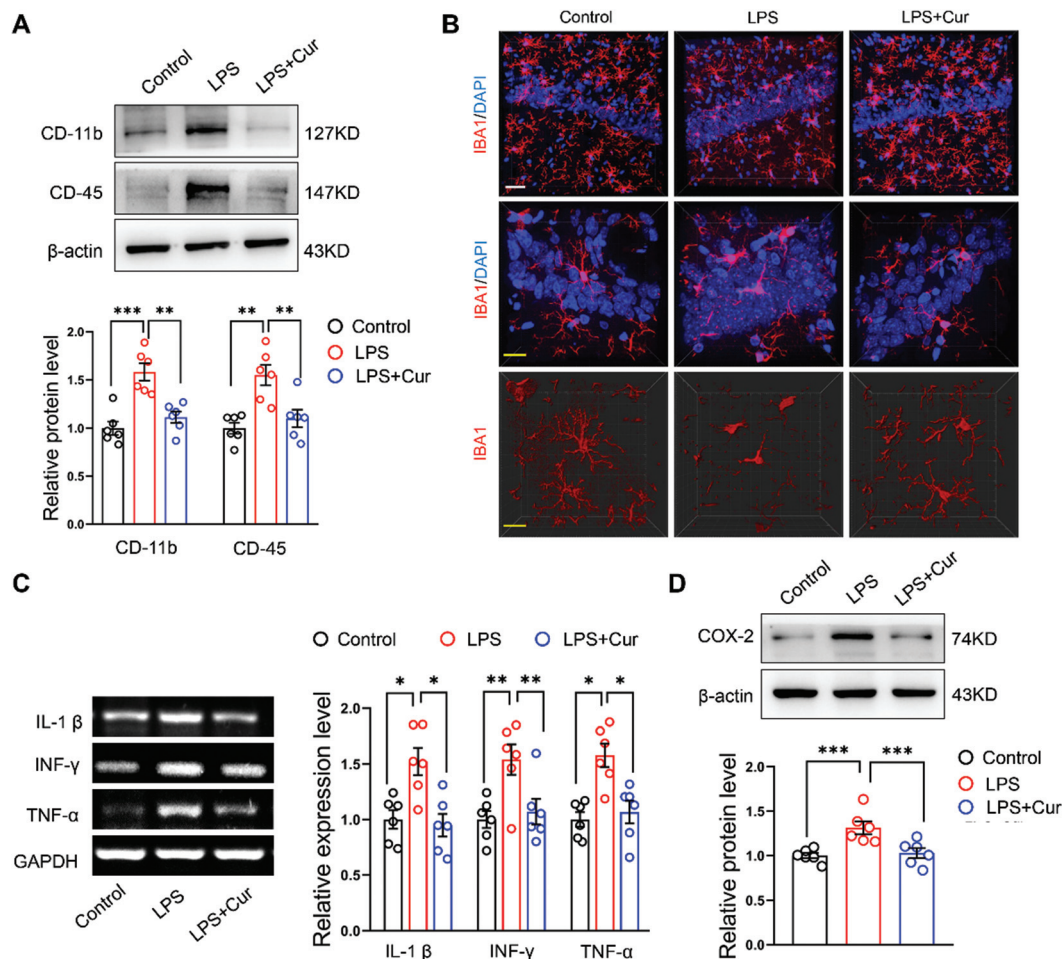 A
Control
LPS
LPS+Cur
CD-11b
127KD
CD-45
147KD
β-actin
43KD
***
**
**
**
Control
LPS
LPS+Cur
Relative protein level
2.0
1.5
1.0
0.5
0.0
CD-11b
CD-45
B
Control
LPS
LPS+Cur
IBA1/DAPI
IBA1/DAPI
IBA1
C
IL-1 β
INF-γ
TNF-α
GAPDH
Control
LPS
LPS+Cur
Control
LPS
LPS+Cur
*
*
**
**
*
*
Relative expression level
2.0
1.5
1.0
0.5
0.0
IL-1 β
INF-γ
TNF-α
D
Control
LPS
LPS+Cur
COX-2
74KD
β-actin
43KD
***
***
Control
LPS
LPS+Cur
Relative protein level
2.0
1.5
1.0
0.5
0.0